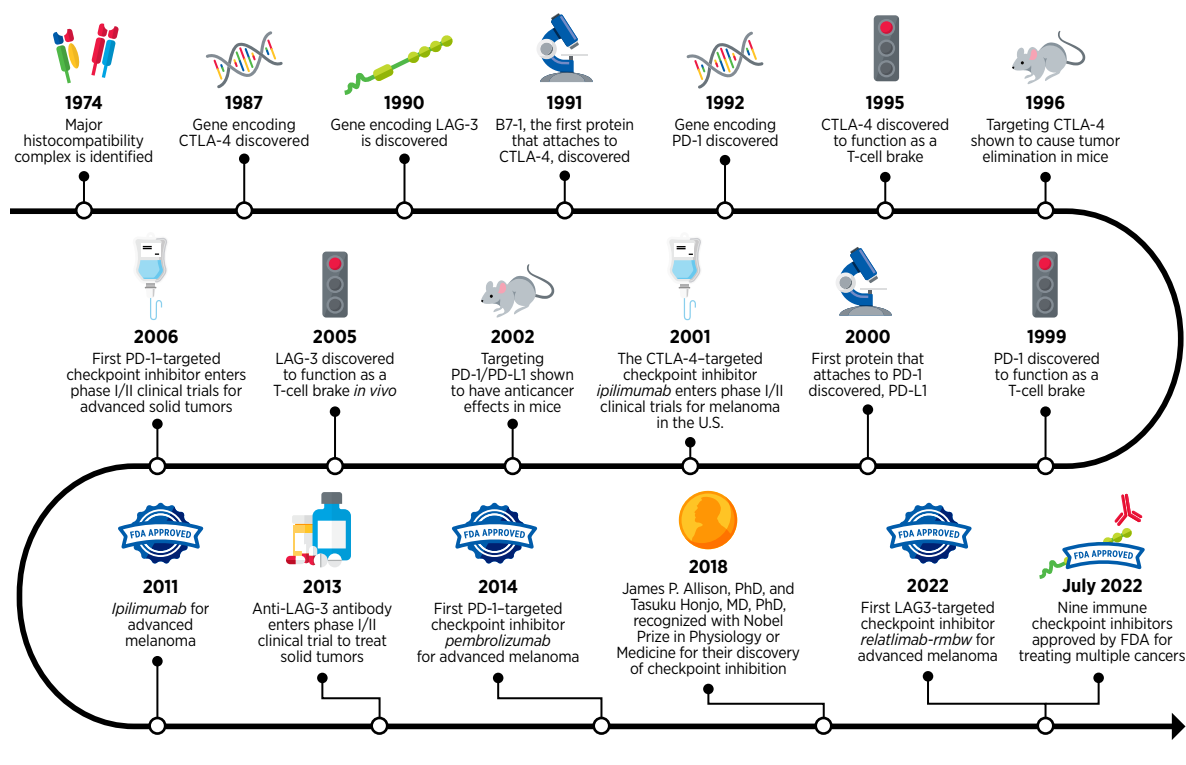 1974
Major
histocompatibility
complex is identified
1987
Gene encoding
CTLA-4 discovered
1990
Gene encoding LAG-3
is discovered
1991
B7-1, the first protein
that attaches to
CTLA-4, discovered
1992
Gene encoding
PD-1 discovered
1995
CTLA-4 discovered
to function as a
T-cell brake
1996
Targeting CTLA-4
shown to cause tumor
elimination in mice
2006
First PD-1–targeted
checkpoint inhibitor enters
phase I/II clinical trials for
advanced solid tumors
2005
LAG-3 discovered
to function as a
T-cell brake in vivo
2002
Targeting
PD-1/PD-L1 shown
to have anticancer
effects in mice
2001
The CTLA-4–targeted
checkpoint inhibitor
ipilimumab enters phase I/II
clinical trials for melanoma
in the U.S.
2000
First protein that
attaches to PD-1
discovered, PD-L1
1999
PD-1 discovered
to function as a
T-cell brake
FDA APPROVED
2011
Ipilimumab for
advanced
melanoma
2013
Anti-LAG-3 antibody
enters phase I/II
clinical trial to treat
solid tumors
FDA APPROVED
2014
First PD-1–targeted
checkpoint inhibitor
pembrolizumab
for advanced melanoma
2018
James P. Allison, PhD, and
Tasuku Honjo, MD, PhD,
recognized with Nobel
Prize in Physiology or
Medicine for their discovery
of checkpoint inhibition
FDA APPROVED
2022
First LAG3-targeted
checkpoint inhibitor
relatlimab-rmbw for
advanced melanoma
FDA APPROVED
July 2022
Nine immune
checkpoint inhibitors
approved by FDA for
treating multiple cancers